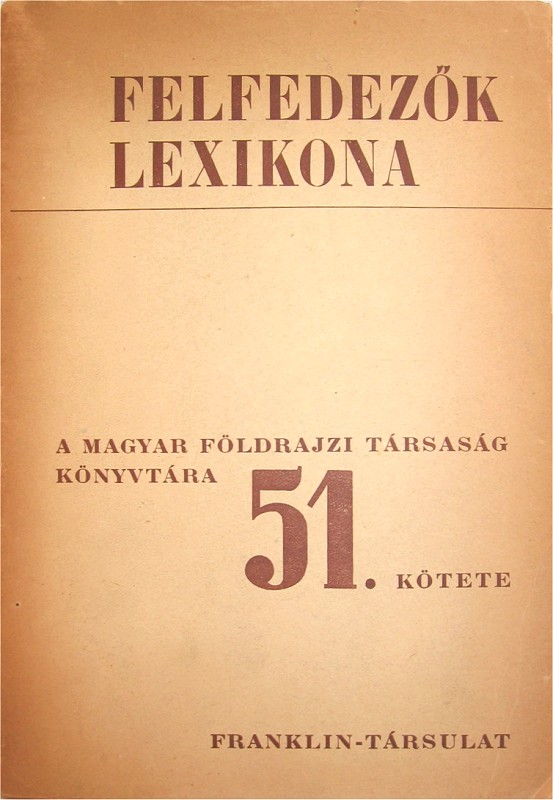 FELFEDEZŐK
LEXIKONA
A MAGYAR FÖLDRAJZI TÁRSASÁG
KÖNYVTÁRA
51. KÖTETE
FRANKLIN-TÁRSULAT